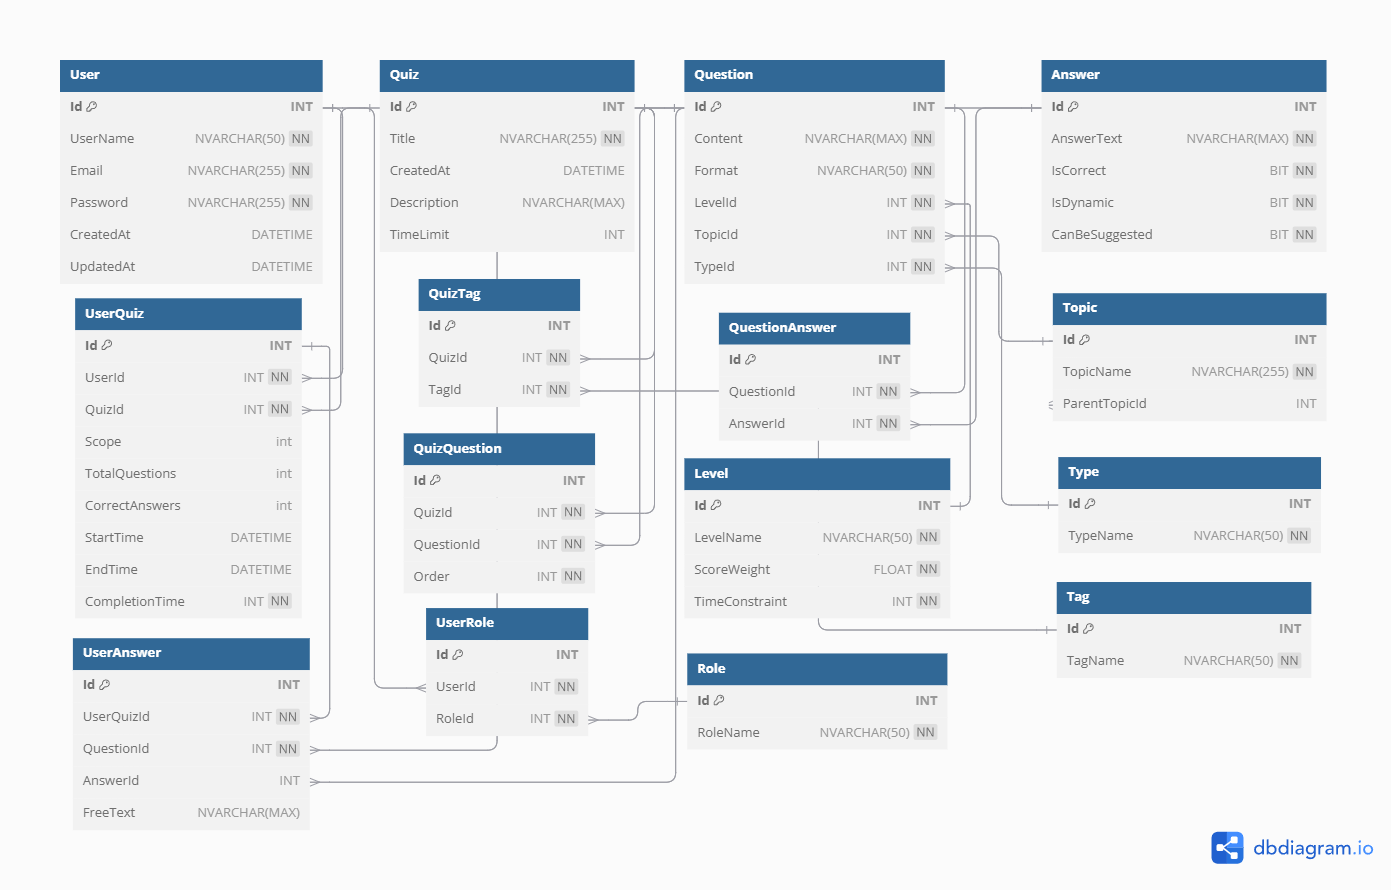 User
Id INT
UserName NVARCHAR(50) NN
Email NVARCHAR(255) NN
Password NVARCHAR(255) NN
CreatedAt DATETIME
UpdatedAt DATETIME
Quiz
Id INT
Title NVARCHAR(255) NN
CreatedAt DATETIME
Description NVARCHAR(MAX)
TimeLimit INT
Question
Id INT
Content NVARCHAR(MAX) NN
Format NVARCHAR(50) NN
LevelId INT NN
TopicId INT NN
TypeId INT NN
Answer
Id INT
AnswerText NVARCHAR(MAX) NN
IsCorrect BIT NN
IsDynamic BIT NN
CanBeSuggested BIT NN
UserQuiz
Id INT
UserId INT NN
QuizId INT NN
Scope int
TotalQuestions int
CorrectAnswers int
StartTime DATETIME
EndTime DATETIME
CompletionTime INT NN
QuizTag
Id INT
QuizId INT NN
TagId INT NN
QuestionAnswer
Id INT
QuestionId INT NN
AnswerId INT NN
Topic
Id INT
TopicName NVARCHAR(255) NN
ParentTopicId INT
QuizQuestion
Id INT
QuizId INT NN
QuestionId INT NN
Order INT NN
Level
Id INT
LevelName NVARCHAR(50) NN
ScoreWeight FLOAT NN
TimeConstraint INT NN
Type
Id INT
TypeName NVARCHAR(50) NN
Tag
Id INT
TagName NVARCHAR(50) NN
UserAnswer
Id INT
UserQuizId INT NN
QuestionId INT NN
AnswerId INT
FreeText NVARCHAR(MAX)
UserRole
Id INT
UserId INT NN
RoleId INT NN
Role
Id INT
RoleName NVARCHAR(50) NN
dbdiagram.io